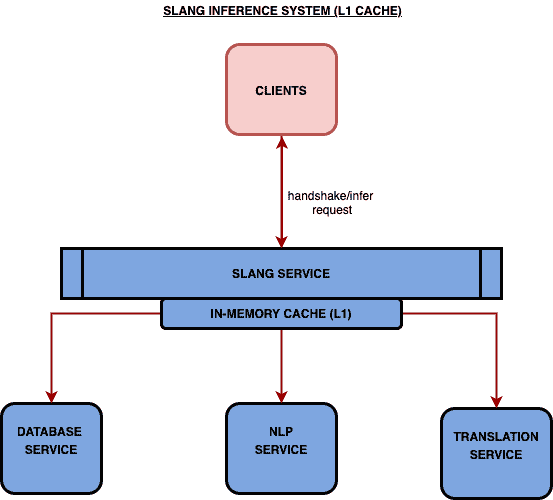 SLANG INFERENCE SYSTEM (L1 CACHE)
CLIENTS
handshake/infer
request
SLANG SERVICE
IN-MEMORY CACHE (L1)
DATABASE
SERVICE
NLP
SERVICE
TRANSLATION
SERVICE